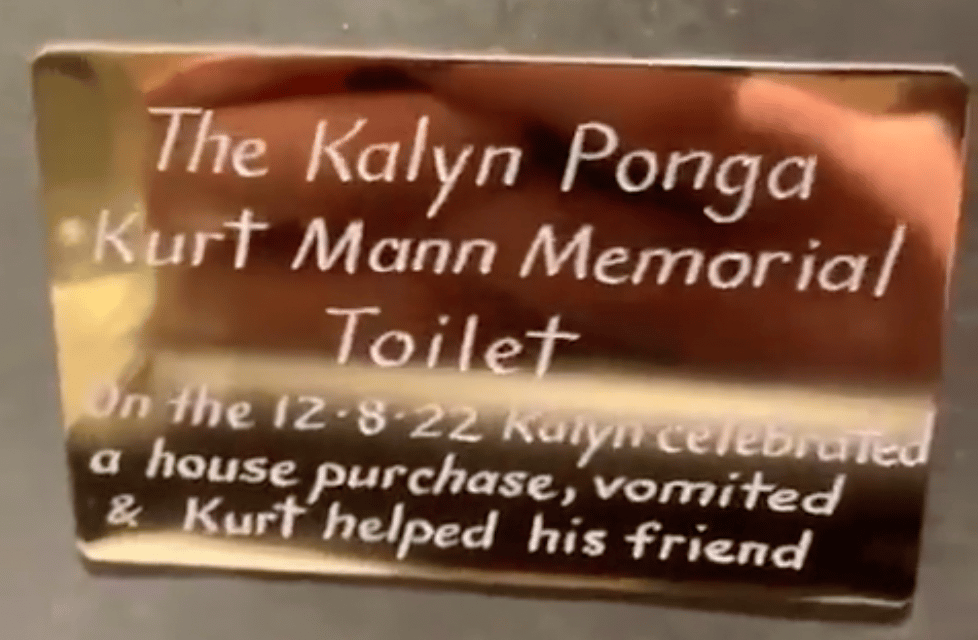 The Kalyn Ponga
Kurt Mann Memorial
Toilet
On the 12·8·22 Kalyn celebrated
a house purchase, vomited
& Kurt helped his friend